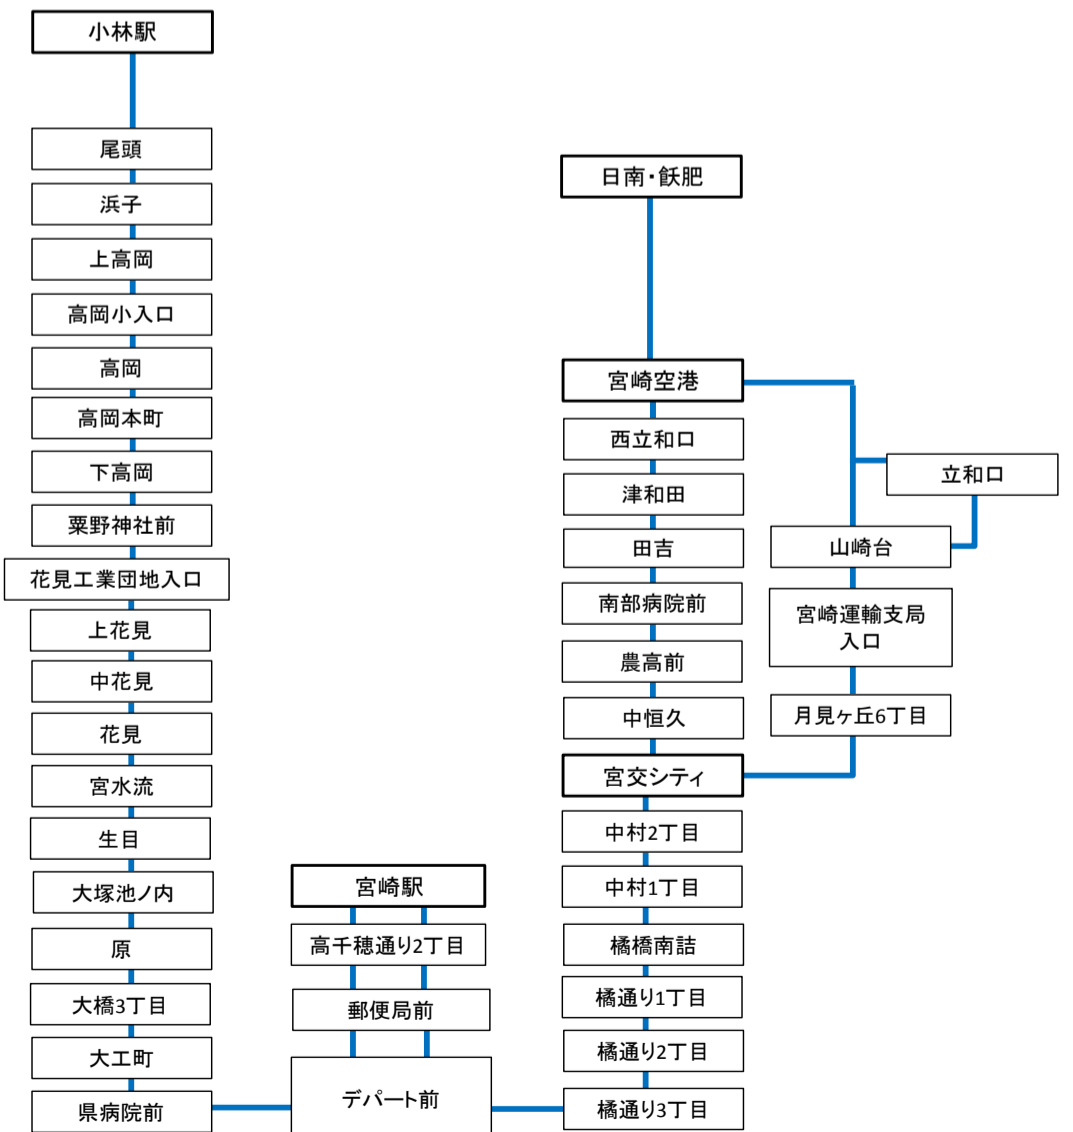 小林駅
尾頭
浜子
上高岡
高岡小入口
高岡
高岡本町
下高岡
粟野神社前
花見工業団地入口
上花見
中花見
花見
宮水流
生目
大塚池ノ内
原
大橋3丁目
大工町
県病院前
宮崎駅
高千穂通り2丁目
郵便局前
デパート前
日南・飫肥
宮崎空港
西立和口
津和田
田吉
南部病院前
農高前
中恒久
宮交シティ
中村2丁目
中村1丁目
橘橋南詰
橘通り1丁目
橘通り2丁目
橘通り3丁目
立和口
山崎台
宮崎運輸支局
入口
月見ヶ丘6丁目